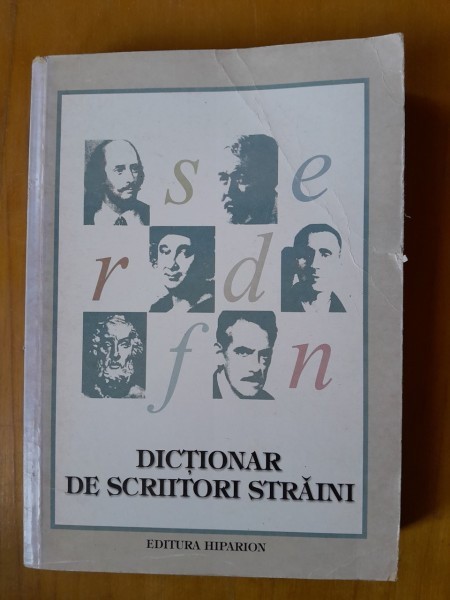 s e
r d
f n
DICȚIONAR
DE SCRIITORI STRĂINI
EDITURA HIPARION